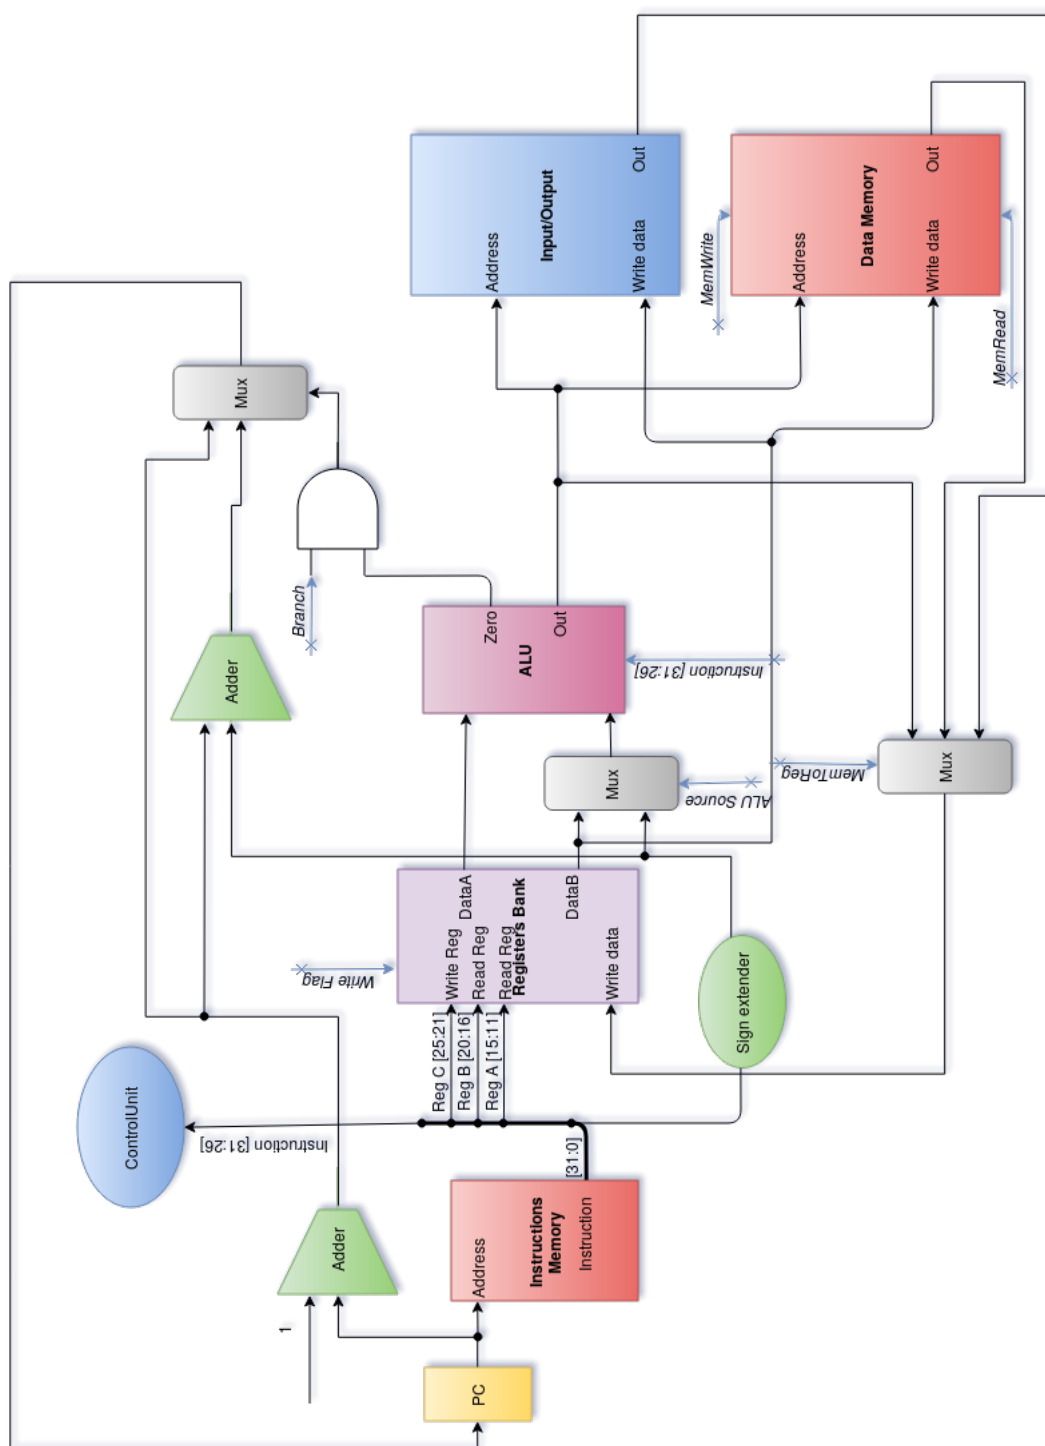 PC
1
Adder
Address
Instructions
Memory
Instruction
[31:0]
ControlUnit
Instruction [31:26]
Reg C [25:21]
Reg B [20:16]
Reg A [15:11]
Write Flag
Write Reg
Read Reg
Read Reg
DataA
Registers Bank
DataB
Write data
Sign extender
Adder
Mux
ALU Source
ALU
Zero
Out
Instruction [31:26]
Branch
Mux
MemToReg
Mux
Address
Input/Output
Write data
Out
MemWrite
Address
Data Memory
Write data
Out
MemRead